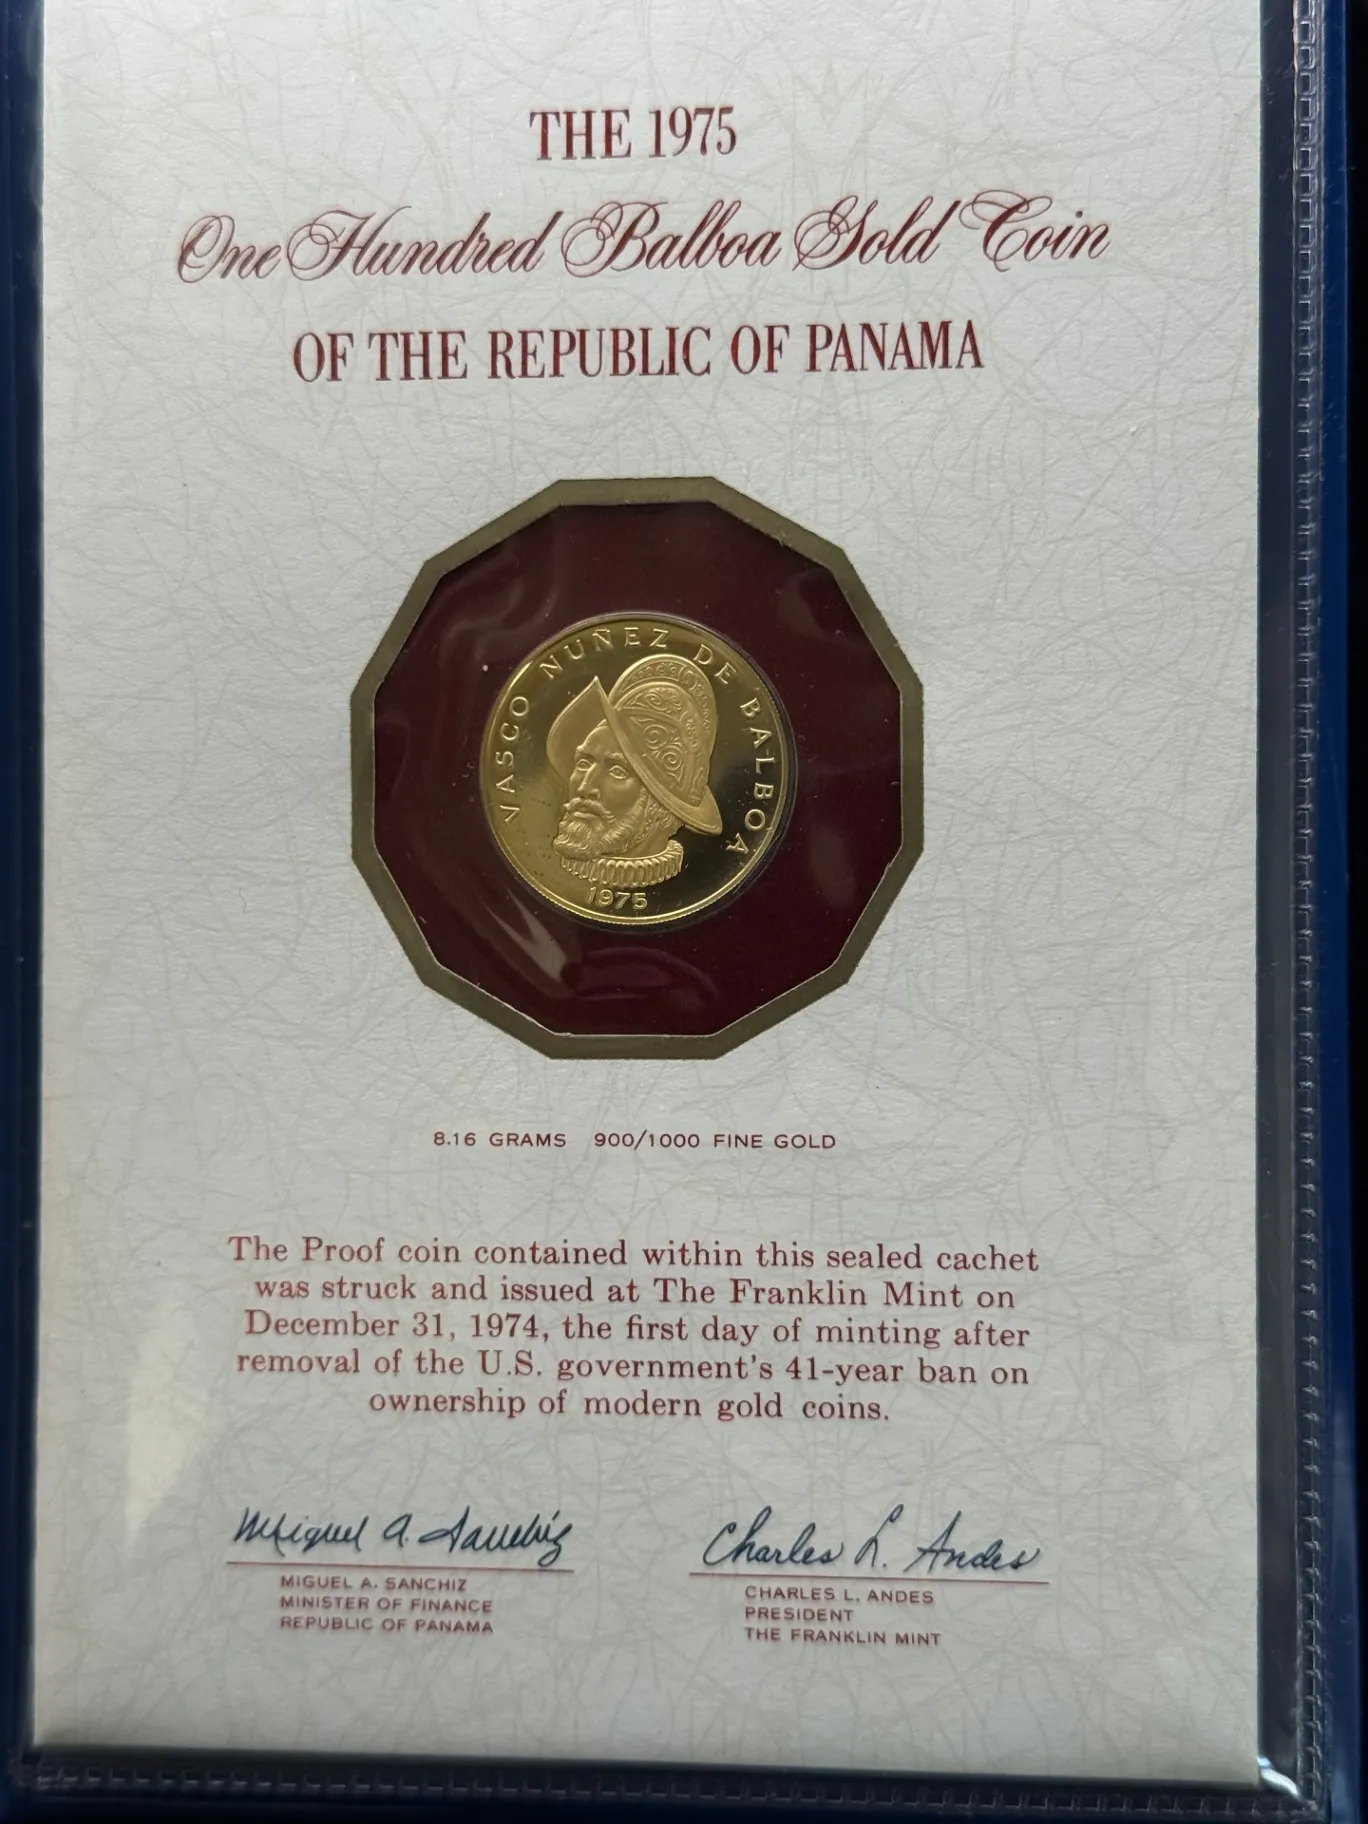 THE 1975
One Hundred Balboa Gold Coin
OF THE REPUBLIC OF PANAMA
VASCO NUÑEZ DE BALBOA
1975
8.16 GRAMS 900/1000 FINE GOLD
The Proof coin contained within this sealed cachet
was struck and issued at The Franklin Mint on
December 31, 1974, the first day of minting after
removal of the U.S. government's 41-year ban on
ownership of modern gold coins.
Miguel A. Sanchiz
Charles L. Andes
MIGUEL A. SANCHIZ
MINISTER OF FINANCE
REPUBLIC OF PANAMA
CHARLES L. ANDES
PRESIDENT
THE FRANKLIN MINT